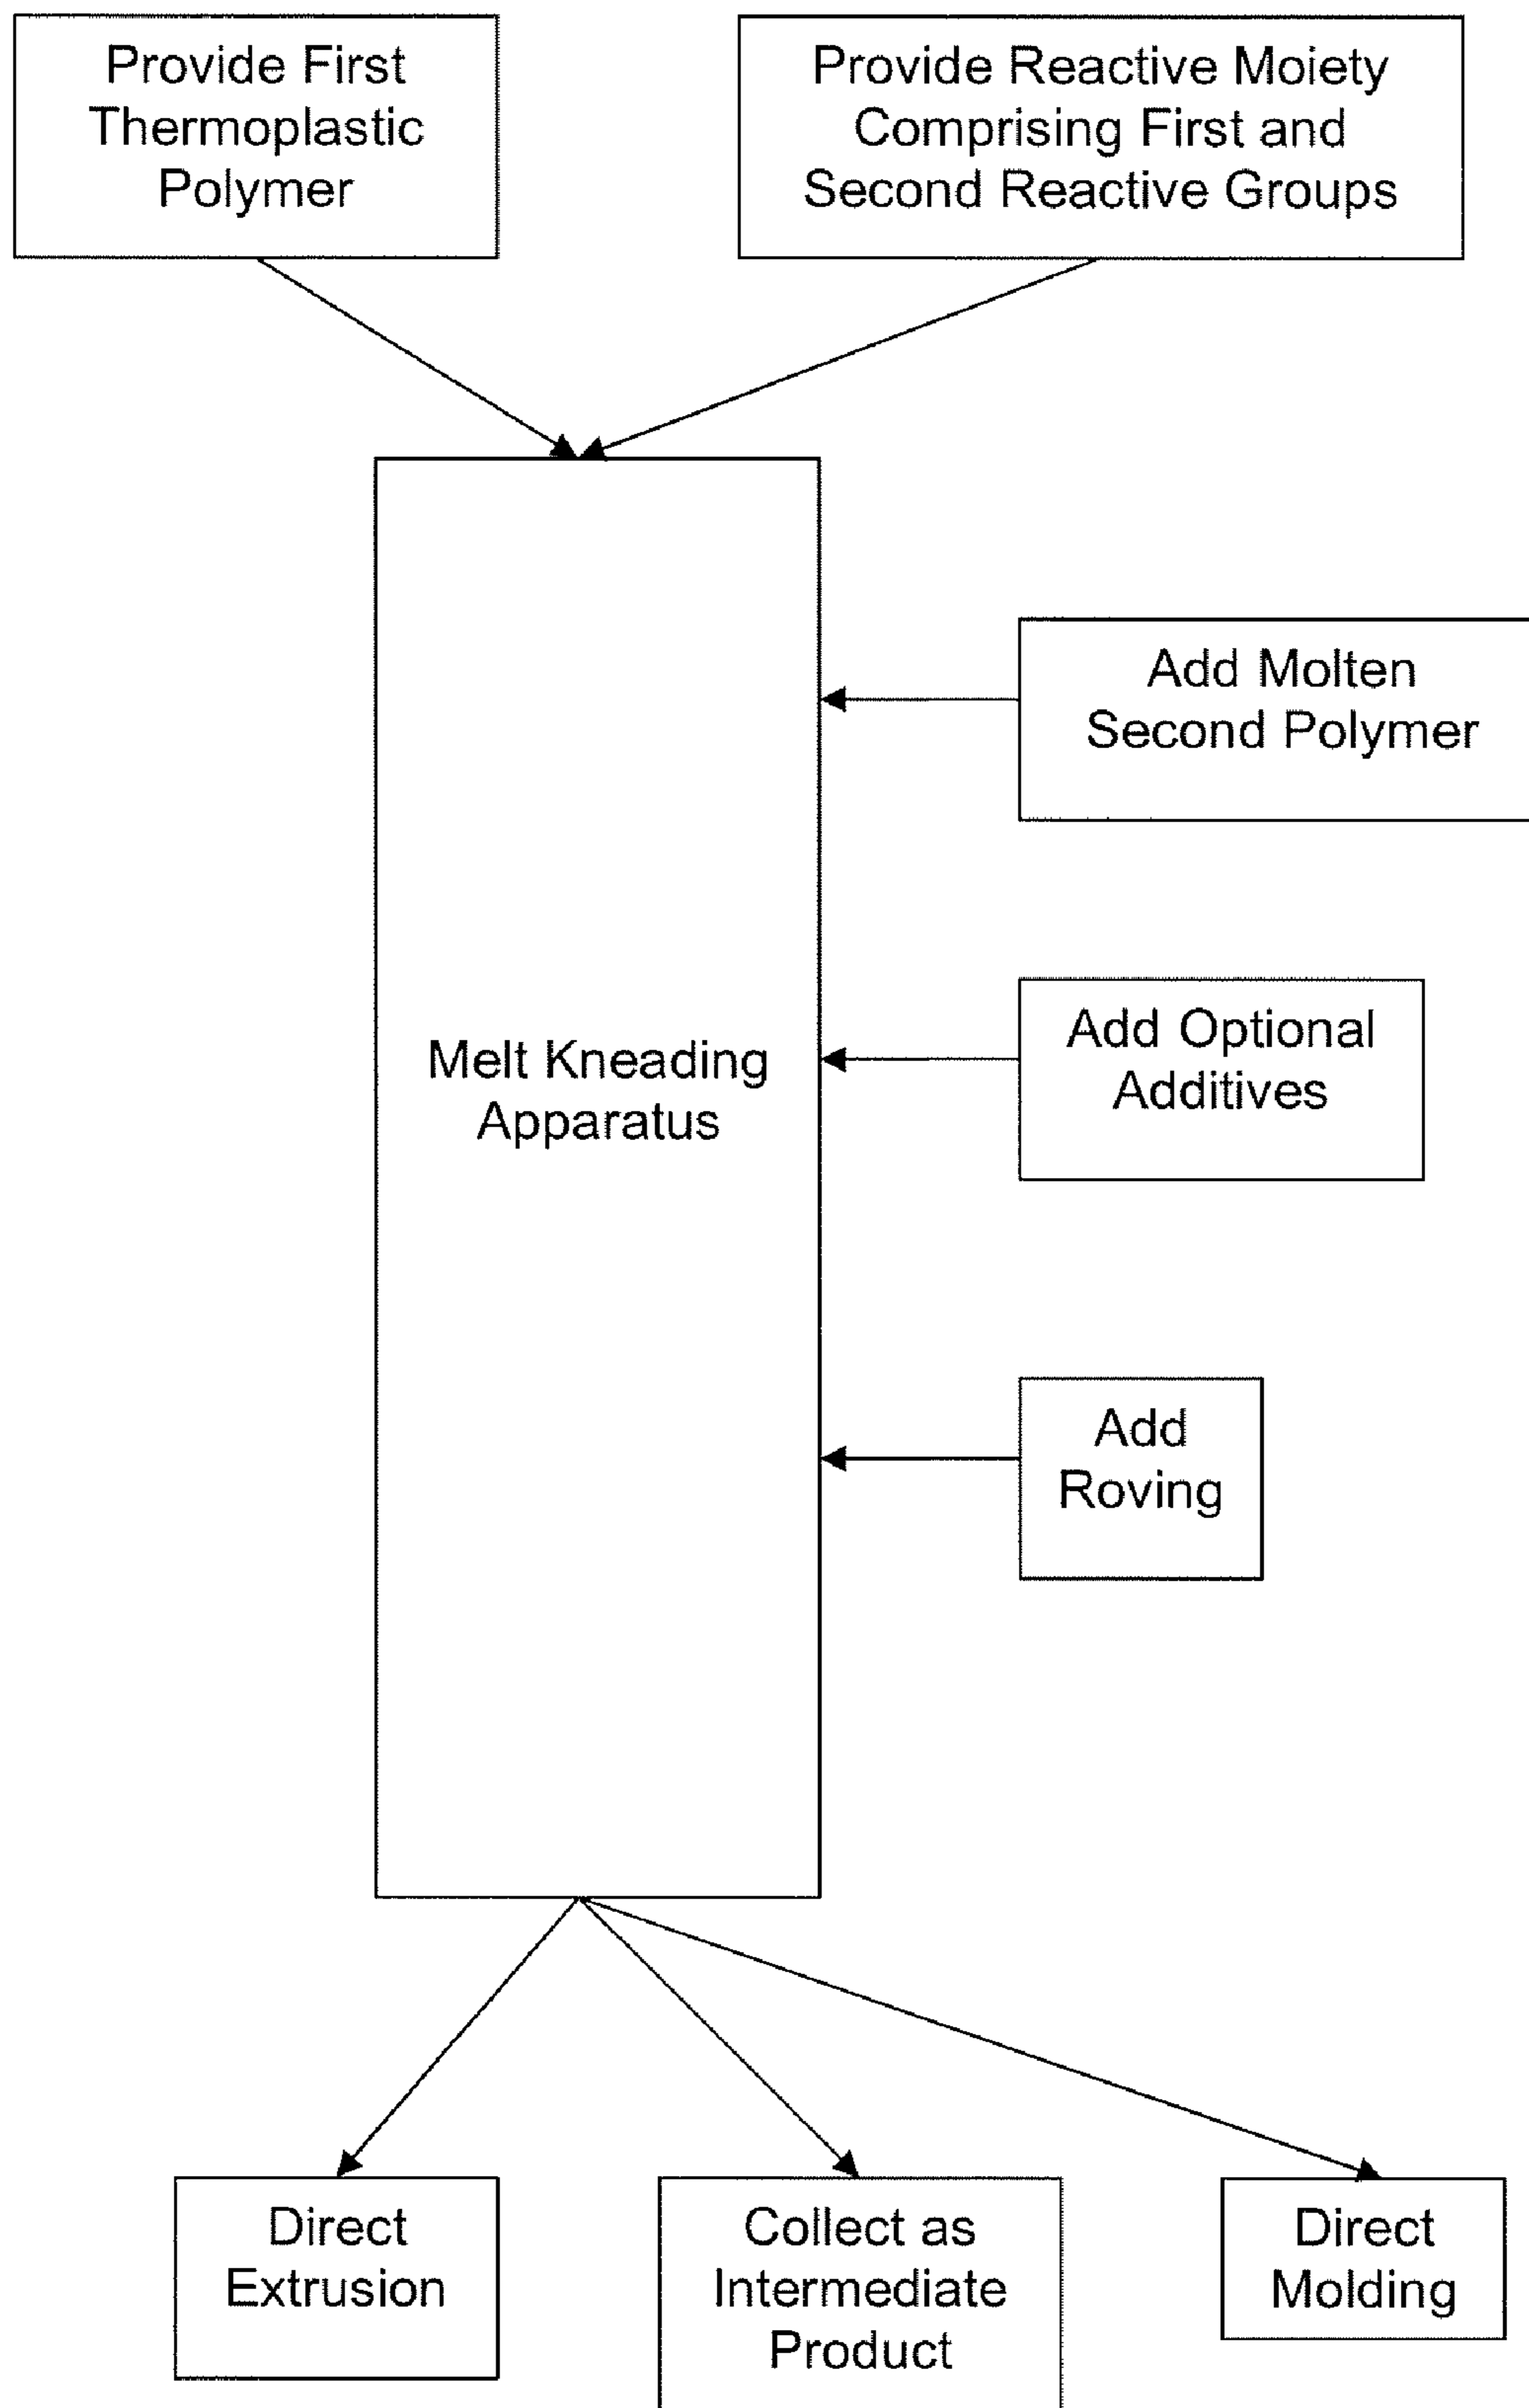 Provide First
Thermoplastic
Polymer
Provide Reactive Moiety
Comprising First and
Second Reactive Groups
Add Molten
Second Polymer
Add Optional
Additives
Melt Kneading
Apparatus
Add
Roving
Direct
Extrusion
Collect as
Intermediate
Product
Direct
Molding